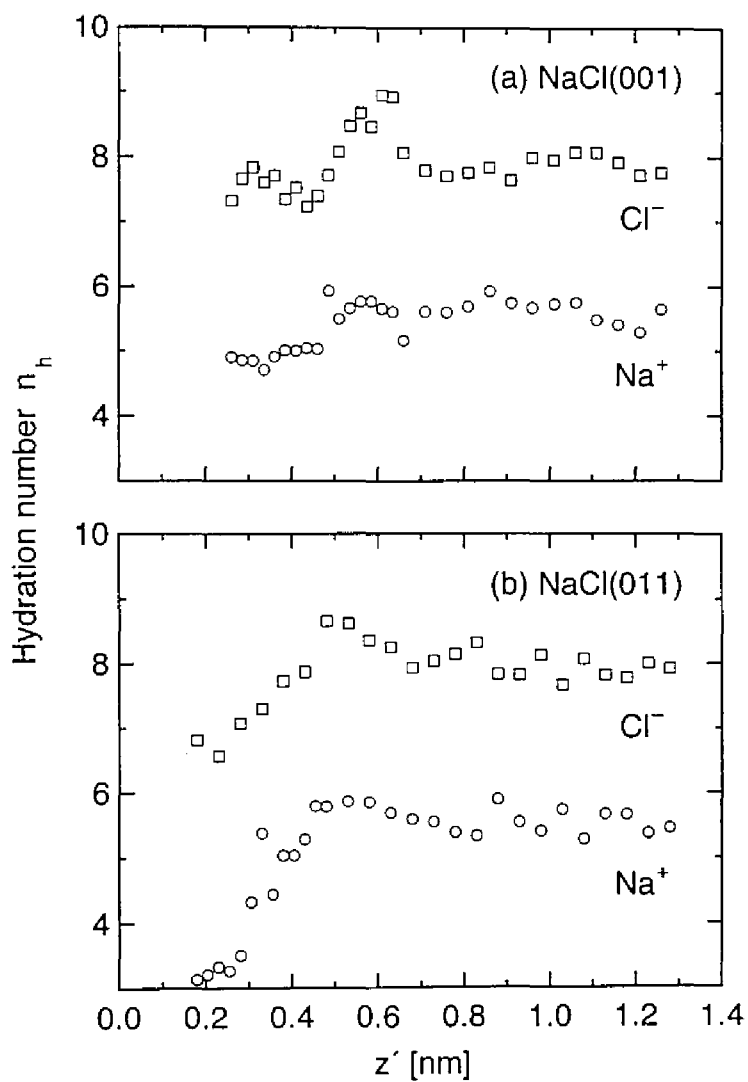 10
(a) NaCl(001)
8
Cl⁻
6
Na⁺
4
Hydration number n_h
10
(b) NaCl(011)
8
Cl⁻
6
Na⁺
4
0.0 0.2 0.4 0.6 0.8 1.0 1.2 1.4
z´ [nm]